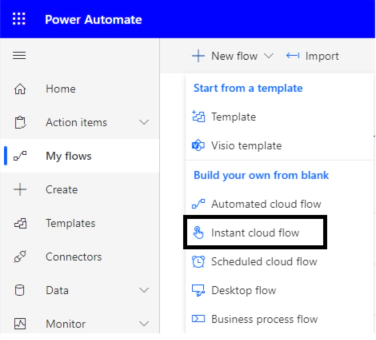 Power Automate
New flow
Import
Home
Action items
My flows
Create
Templates
Connectors
Data
Monitor
Start from a template
Template
Visio template
Build your own from blank
Automated cloud flow
Instant cloud flow
Scheduled cloud flow
Desktop flow
Business process flow